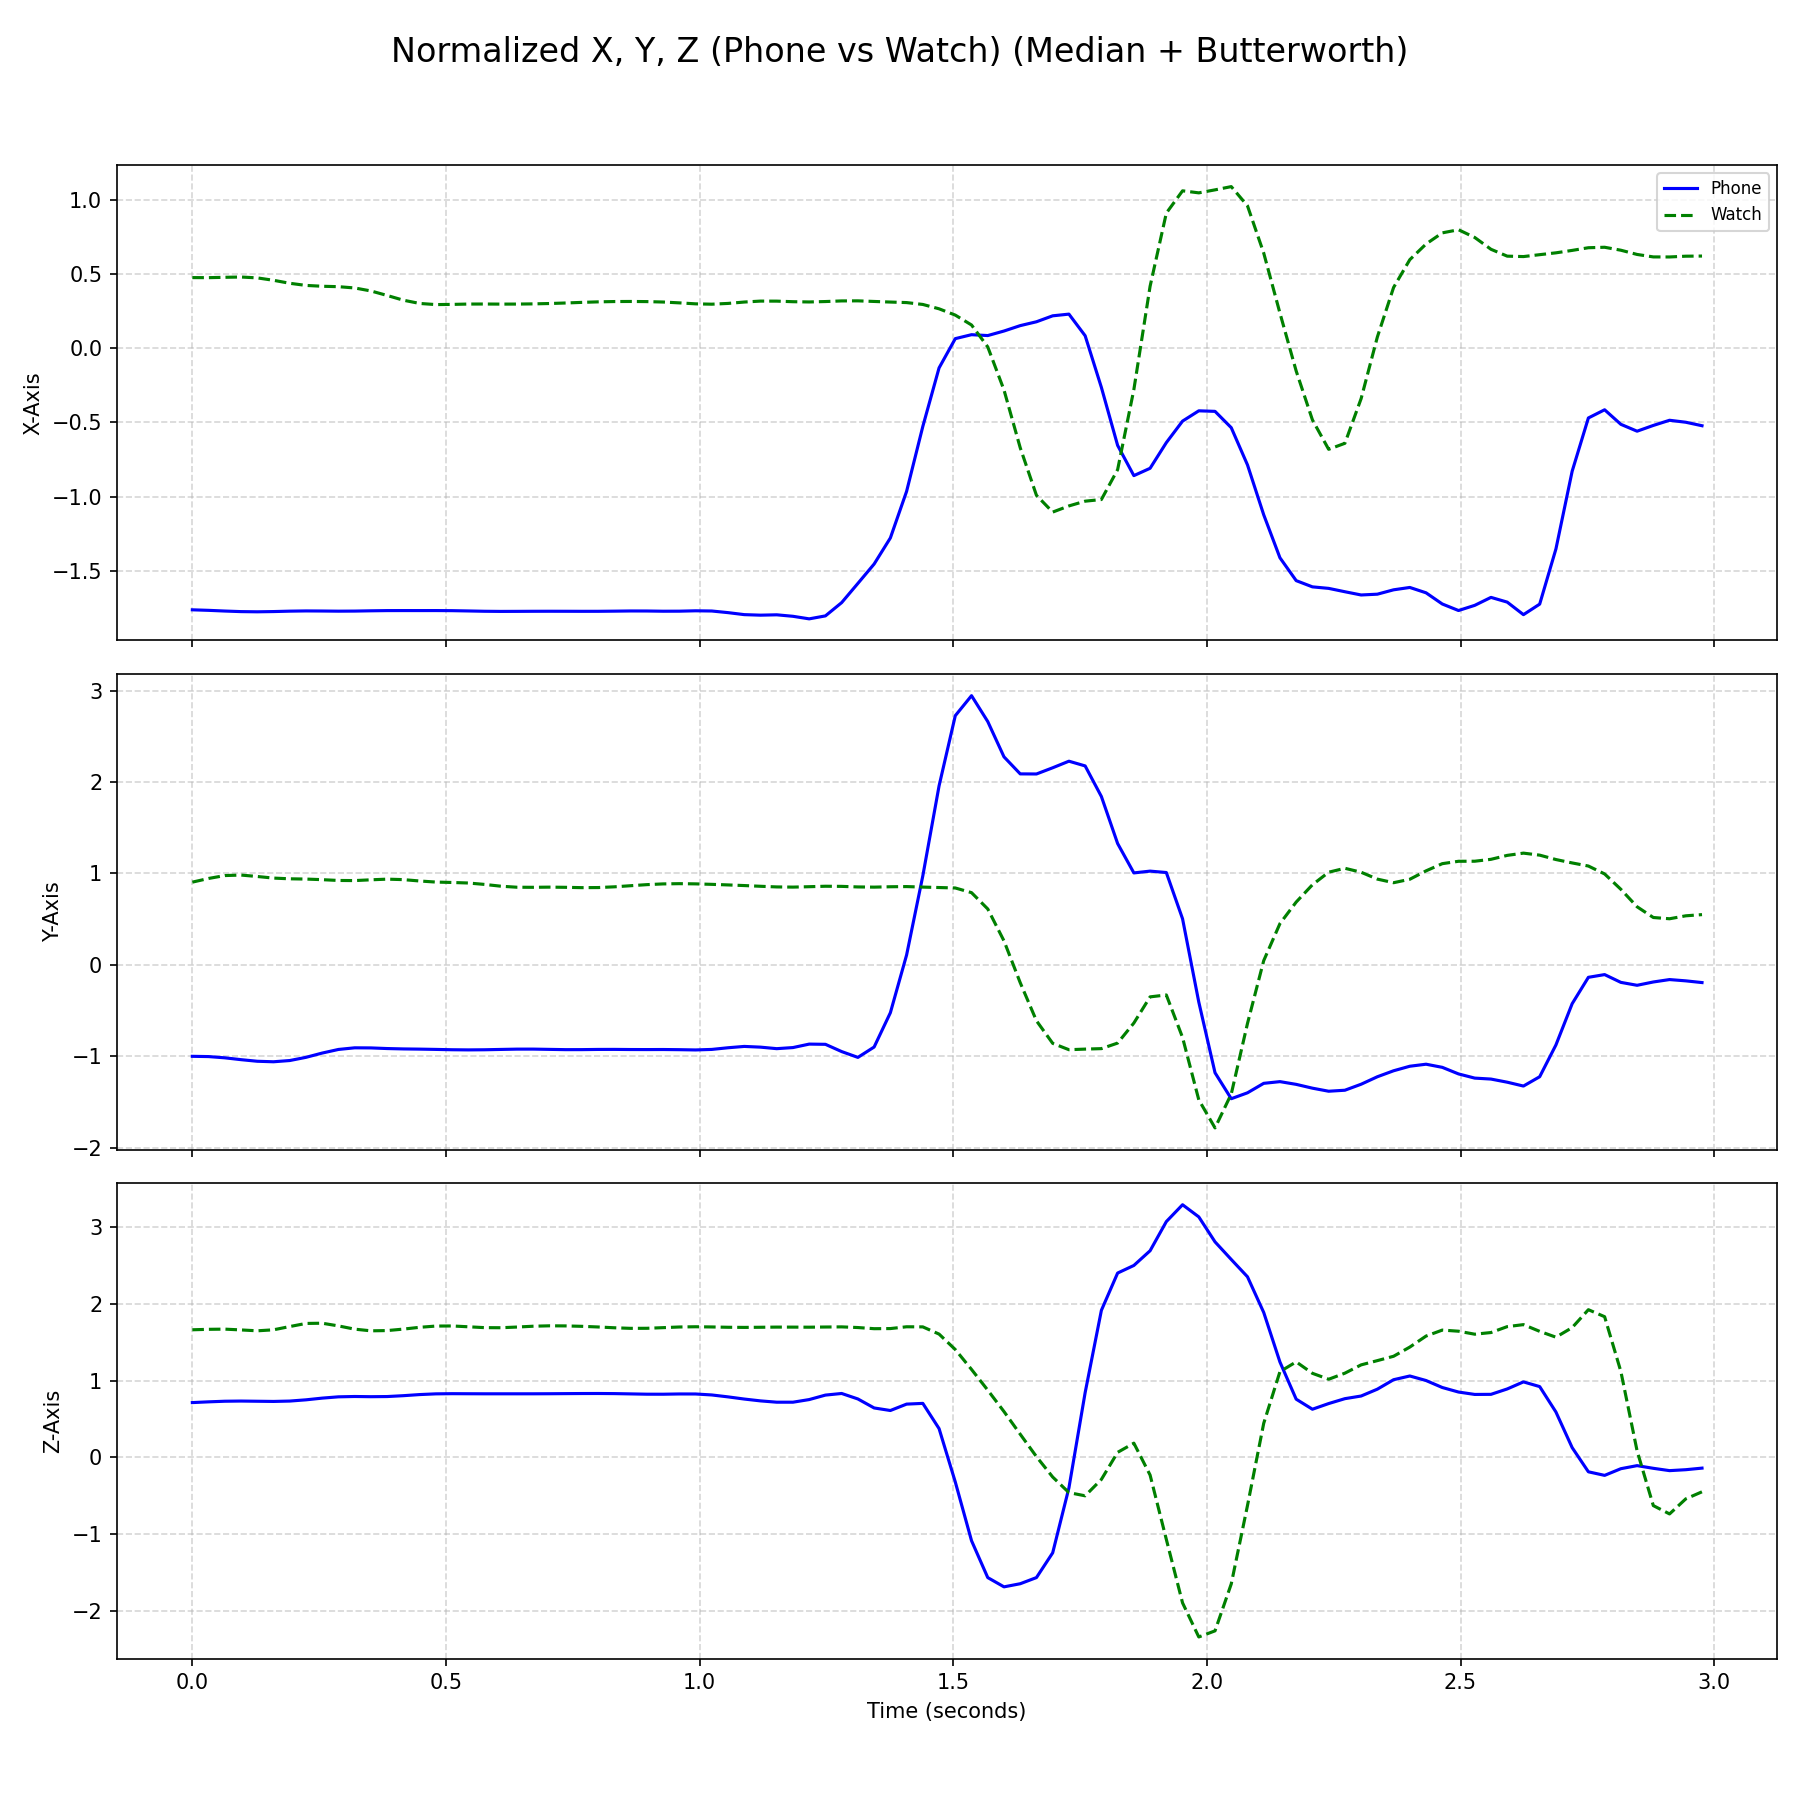 Normalized X, Y, Z (Phone vs Watch) (Median + Butterworth)
Phone
Watch
X-Axis
1.0
0.5
0.0
−0.5
−1.0
−1.5
Y-Axis
3
2
1
0
−1
−2
Z-Axis
3
2
1
0
−1
−2
0.0 0.5 1.0 1.5 2.0 2.5 3.0
Time (seconds)